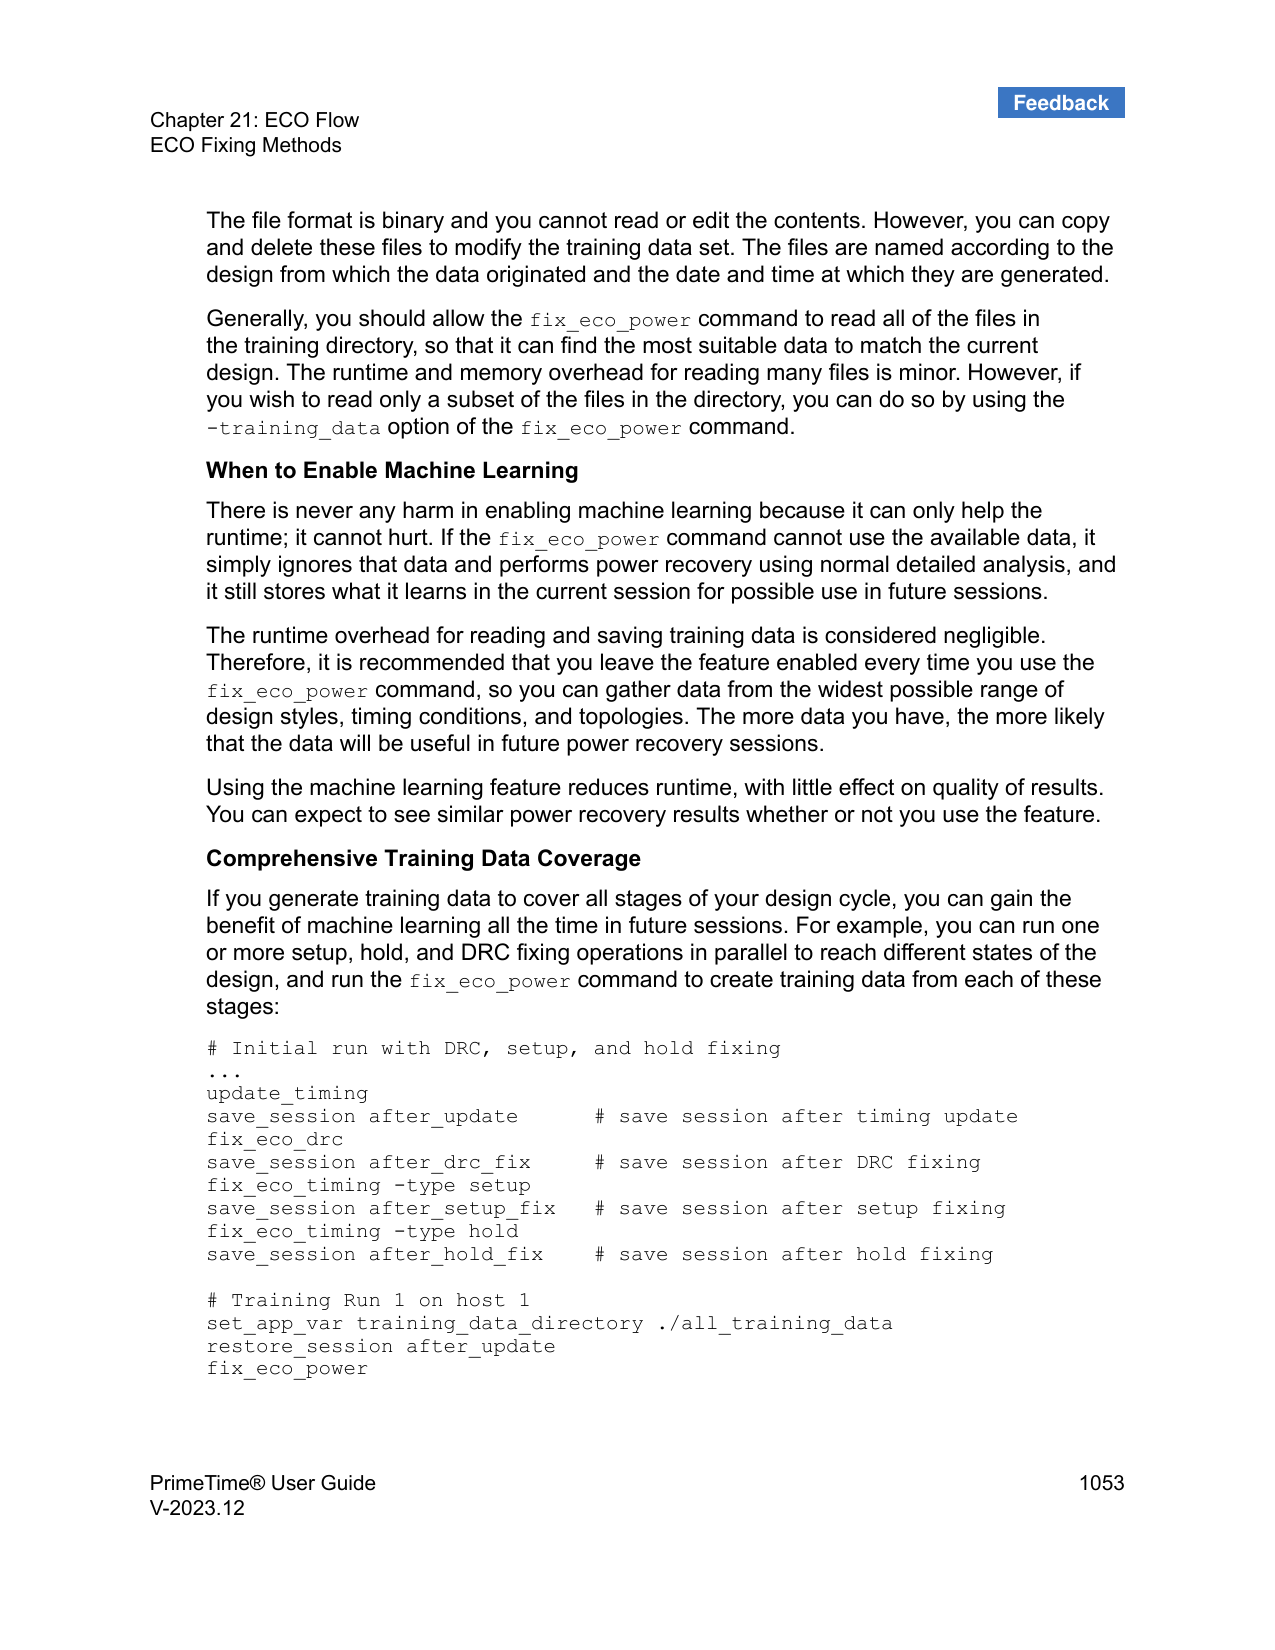 Feedback
Chapter 21: ECO Flow
ECO Fixing Methods
The file format is binary and you cannot read or edit the contents. However, you can copy
and delete these files to modify the training data set. The files are named according to the
design from which the data originated and the date and time at which they are generated.
Generally, you should allow the fix_eco_power command to read all of the files in
the training directory, so that it can find the most suitable data to match the current
design. The runtime and memory overhead for reading many files is minor. However, if
you wish to read only a subset of the files in the directory, you can do so by using the
-training_data option of the fix_eco_power command.
When to Enable Machine Learning
There is never any harm in enabling machine learning because it can only help the
runtime; it cannot hurt. If the fix_eco_power command cannot use the available data, it
simply ignores that data and performs power recovery using normal detailed analysis, and
it still stores what it learns in the current session for possible use in future sessions.
The runtime overhead for reading and saving training data is considered negligible.
Therefore, it is recommended that you leave the feature enabled every time you use the
fix_eco_power command, so you can gather data from the widest possible range of
design styles, timing conditions, and topologies. The more data you have, the more likely
that the data will be useful in future power recovery sessions.
Using the machine learning feature reduces runtime, with little effect on quality of results.
You can expect to see similar power recovery results whether or not you use the feature.
Comprehensive Training Data Coverage
If you generate training data to cover all stages of your design cycle, you can gain the
benefit of machine learning all the time in future sessions. For example, you can run one
or more setup, hold, and DRC fixing operations in parallel to reach different states of the
design, and run the fix_eco_power command to create training data from each of these
stages:
# Initial run with DRC, setup, and hold fixing
...
update_timing
save_session after_update      # save session after timing update
fix_eco_drc
save_session after_drc_fix     # save session after DRC fixing
fix_eco_timing -type setup
save_session after_setup_fix   # save session after setup fixing
fix_eco_timing -type hold
save_session after_hold_fix    # save session after hold fixing
# Training Run 1 on host 1
set_app_var training_data_directory ./all_training_data
restore_session after_update
fix_eco_power
PrimeTime® User Guide
1053
V-2023.12